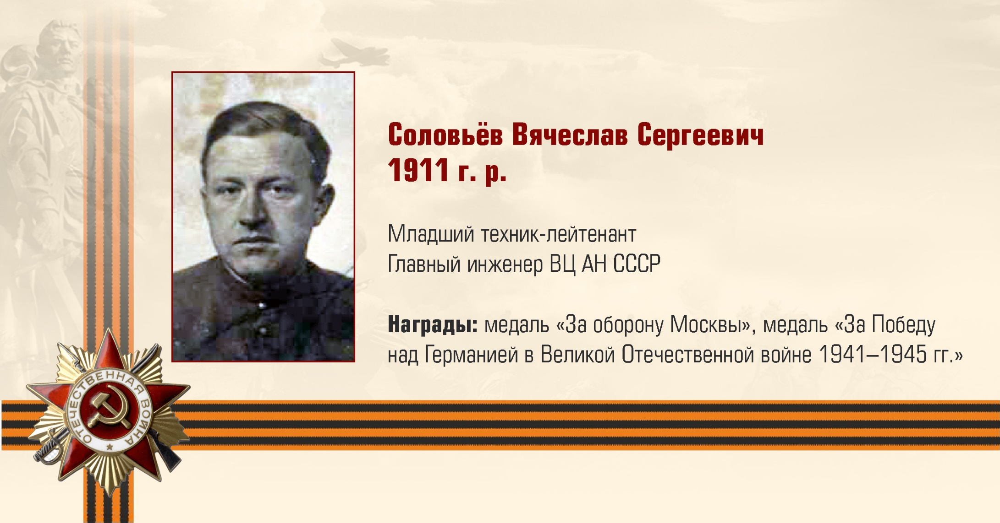 Соловьёв Вячеслав Сергеевич
1911 г. р.
Младший техник-лейтенант
Главный инженер ВЦ АН СССР
Награды: медаль «За оборону Москвы», медаль «За Победу
над Германией в Великой Отечественной войне 1941–1945 гг.»
ОТЕЧЕСТВЕННАЯ ВОЙНА